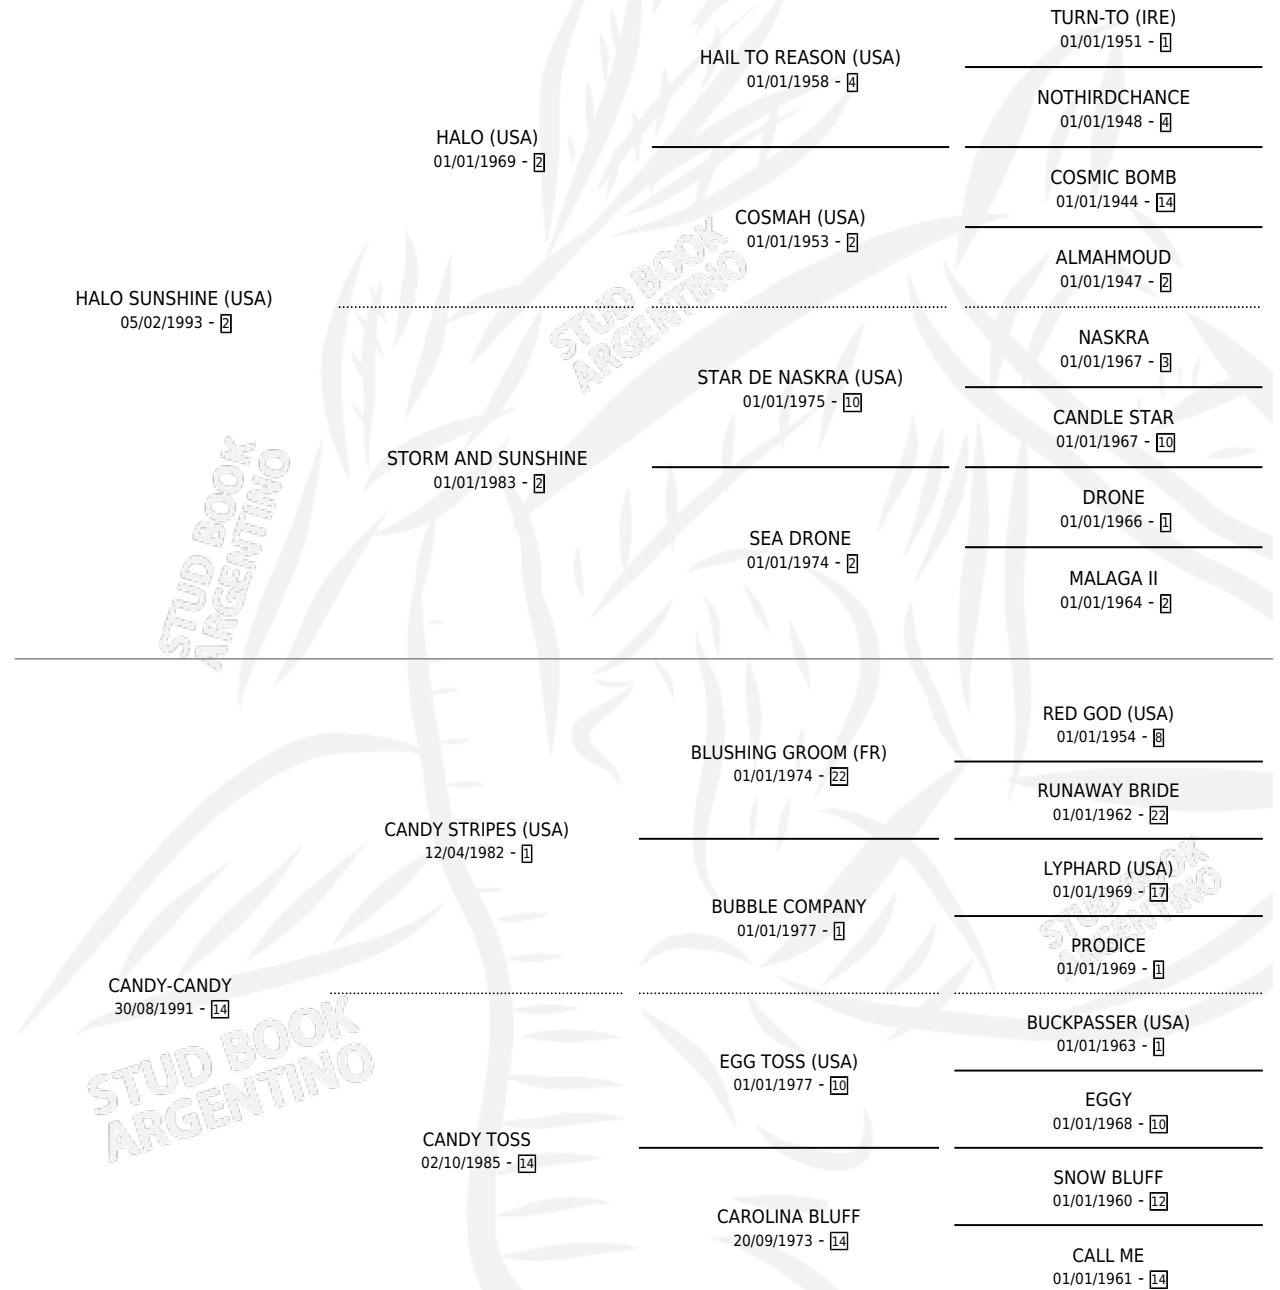 TURN-TO (IRE)
01/01/1951 - 1
HAIL TO REASON (USA)
01/01/1958 - 4
NOTHIRDCHANCE
01/01/1948 - 4
HALO (USA)
01/01/1969 - 2
COSMIC BOMB
01/01/1944 - 14
COSMAH (USA)
01/01/1953 - 2
ALMAHMOUD
01/01/1947 - 2
HALO SUNSHINE (USA)
05/02/1993 - 2
STUD BOOK
ARGENTINO
NASKRA
01/01/1967 - 3
STAR DE NASKRA (USA)
01/01/1975 - 10
CANDLE STAR
01/01/1967 - 10
STORM AND SUNSHINE
01/01/1983 - 2
DRONE
01/01/1966 - 1
SEA DRONE
01/01/1974 - 2
MALAGA II
01/01/1964 - 2
STUD BOOK
ARGENTINO
RED GOD (USA)
01/01/1954 - 8
BLUSHING GROOM (FR)
01/01/1974 - 22
RUNAWAY BRIDE
01/01/1962 - 22
CANDY STRIPES (USA)
12/04/1982 - 1
LYPHARD (USA)
01/01/1969 - 17
BUBBLE COMPANY
01/01/1977 - 1
STUD BOOK
ARGENTINO
PRODICE
01/01/1969 - 1
CANDY-CANDY
30/08/1991 - 14
STUD BOOK
ARGENTINO
BUCKPASSER (USA)
01/01/1963 - 1
EGG TOSS (USA)
01/01/1977 - 10
EGGY
01/01/1968 - 10
CANDY TOSS
02/10/1985 - 14
SNOW BLUFF
01/01/1960 - 12
CAROLINA BLUFF
20/09/1973 - 14
CALL ME
01/01/1961 - 14